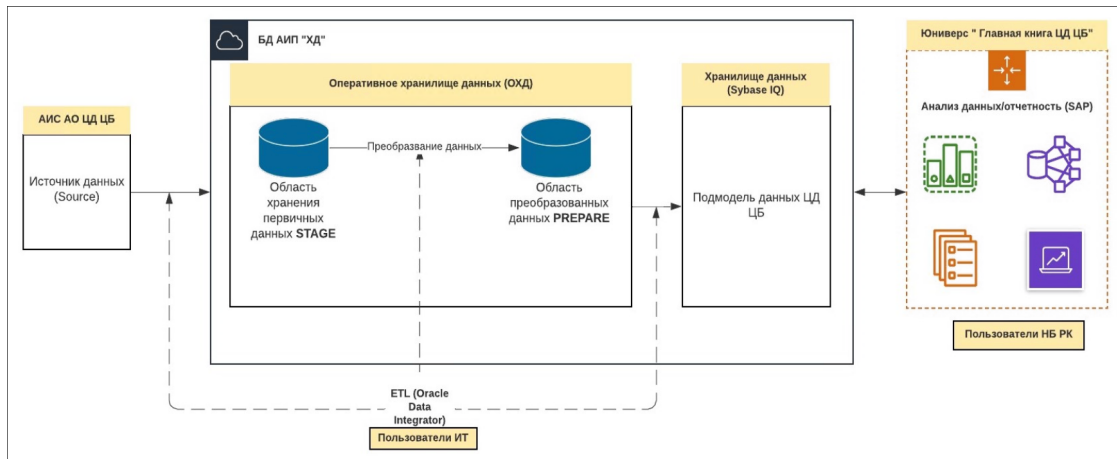 БД АИП "ХД"
Юниверс " Главная книга ЦД ЦБ"
Оперативное хранилище данных (ОХД)
Хранилище данных
(Sybase IQ)
Анализ данных/отчетность (SAP)
АИС АО ЦД ЦБ
Источник данных
(Source)
Преобразвание данных
Область
хранения
первичных
данных STAGE
Область
преобразованных
данных PREPARE
Подмодель данных ЦД
ЦБ
Пользователи НБ РК
ETL (Oracle
Data
Integrator)
Пользователи ИТ